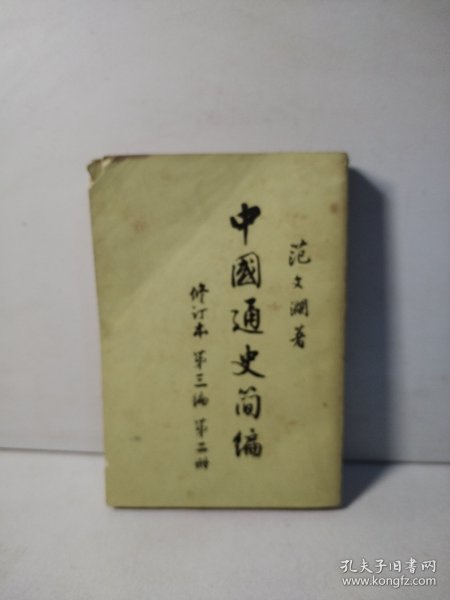 范文澜著
中國通史简编
修订本 第三编 第二册
孔夫子旧书网
www.kongfz.com